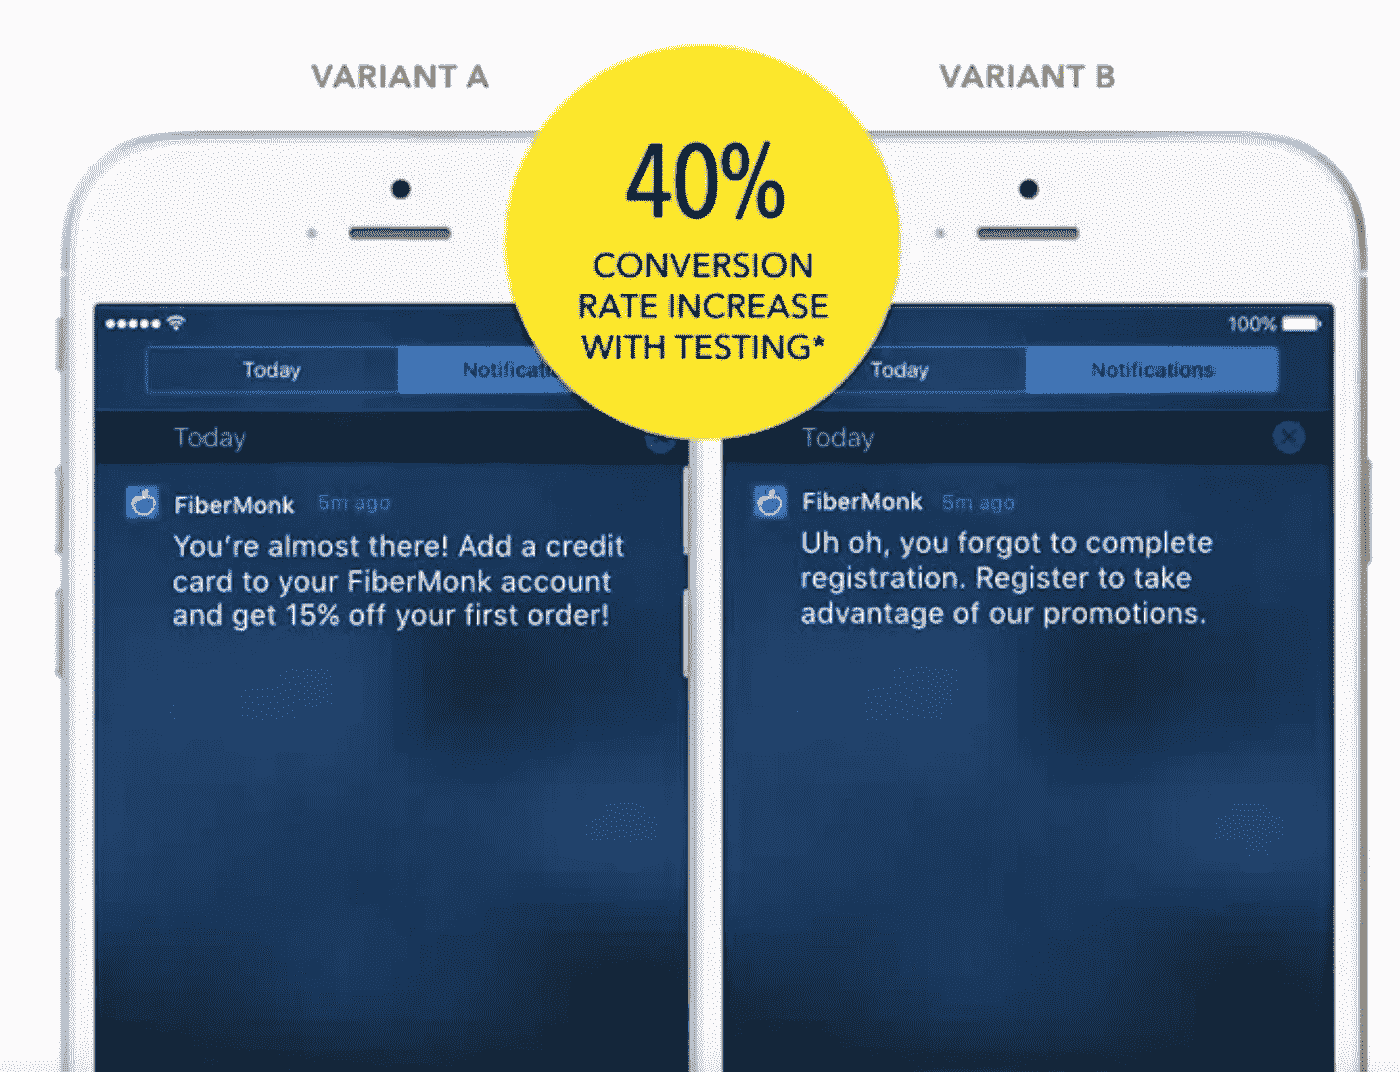 VARIANT A
VARIANT B
40%
CONVERSION
RATE INCREASE
WITH TESTING*
100%
Today
Today
Notifications
Today
Today
FiberMonk 5m ago
You're almost there! Add a credit
card to your FiberMonk account
and get 15% off your first order!
FiberMonk 5m ago
Uh oh, you forgot to complete
registration. Register to take
advantage of our promotions.